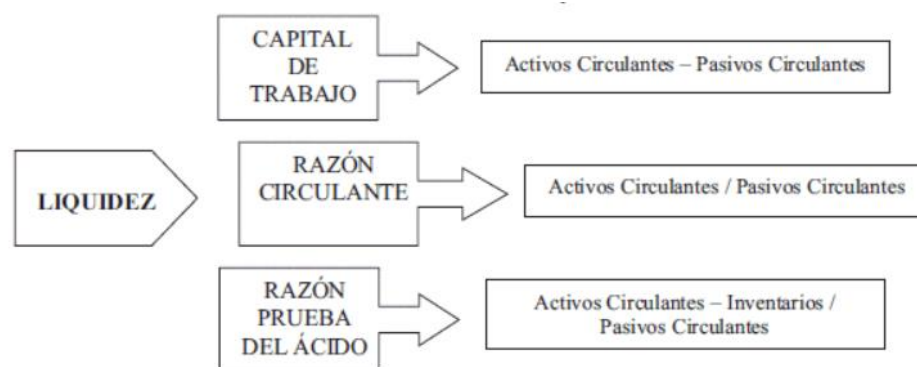 CAPITAL
DE
TRABAJO
Activos Circulantes – Pasivos Circulantes
LIQUIDEZ
RAZÓN
CIRCULANTE
Activos Circulantes / Pasivos Circulantes
RAZÓN
PRUEBA
DEL ÁCIDO
Activos Circulantes – Inventarios /
Pasivos Circulantes